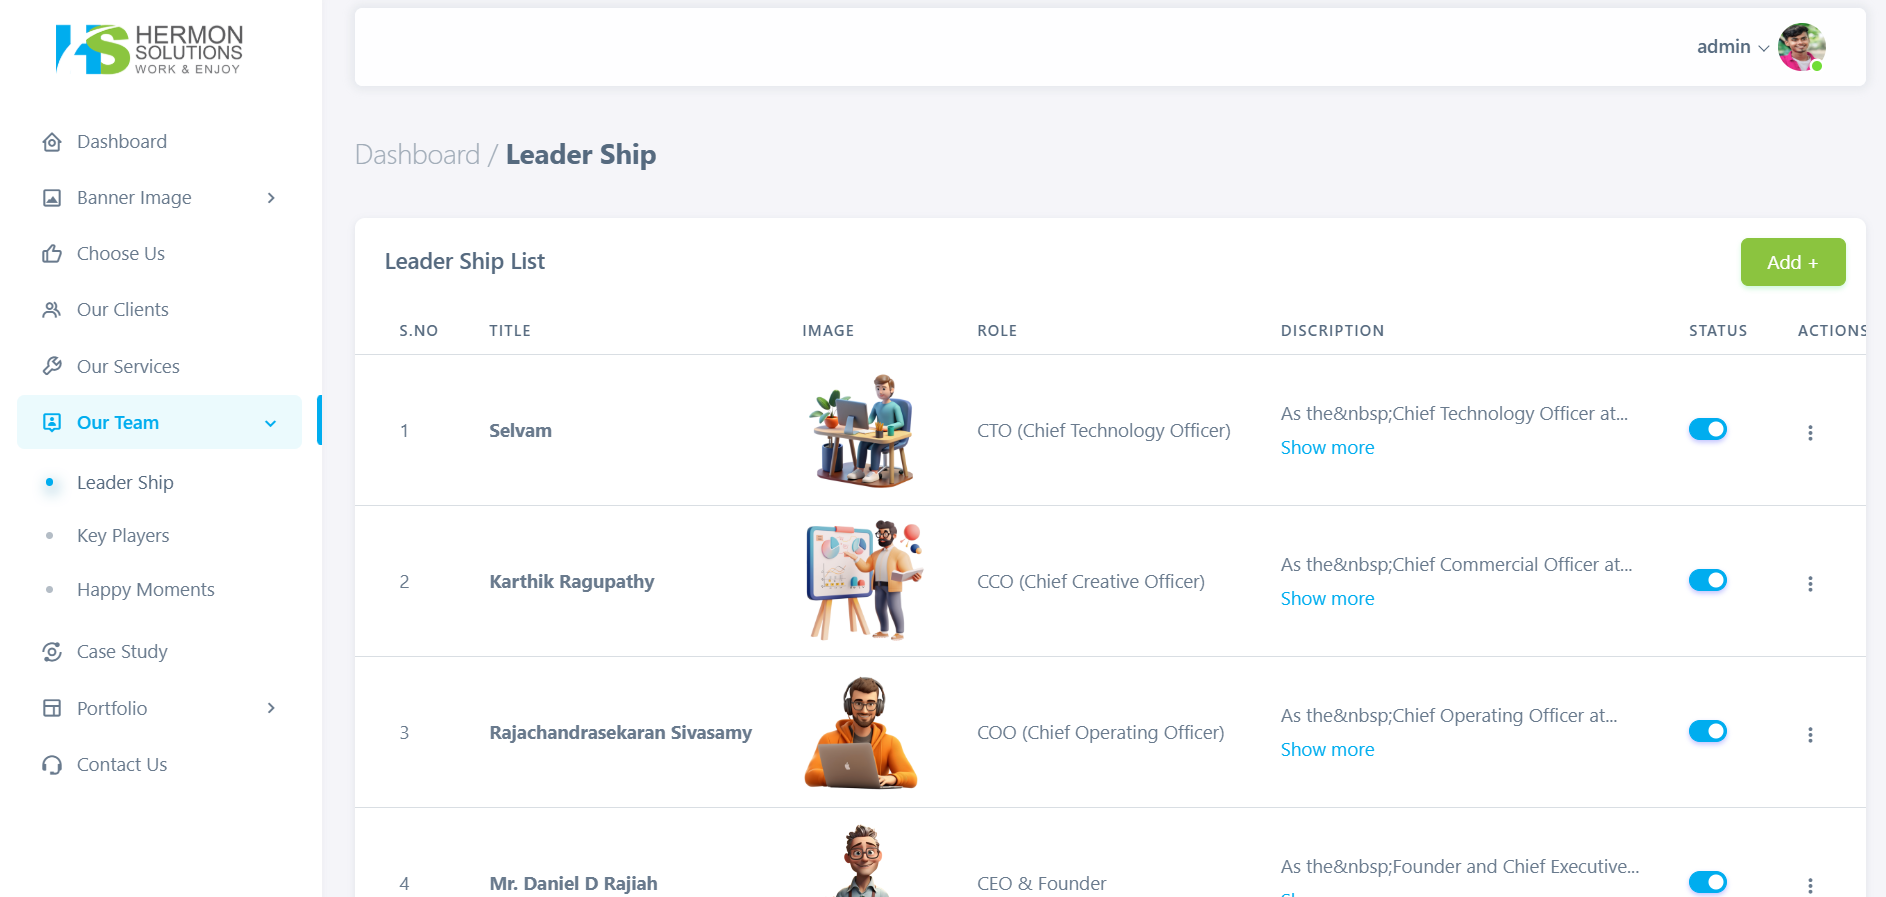 HERMON
SOLUTIONS
WORK & ENJOY
admin
Dashboard
Banner Image
Choose Us
Our Clients
Our Services
Our Team
Leader Ship
Key Players
Happy Moments
Case Study
Portfolio
Contact Us
Dashboard / Leader Ship
Leader Ship List
Add +
S.NO TITLE IMAGE ROLE DISCRIPTION STATUS ACTIONS
1 Selvam CTO (Chief Technology Officer) As the&nbsp;Chief Technology Officer at...
Show more
2 Karthik Ragupathy CCO (Chief Creative Officer) As the&nbsp;Chief Commercial Officer at...
Show more
3 Rajachandrasekaran Sivasamy COO (Chief Operating Officer) As the&nbsp;Chief Operating Officer at...
Show more
4 Mr. Daniel D Rajiah CEO & Founder As the&nbsp;Founder and Chief Executive...